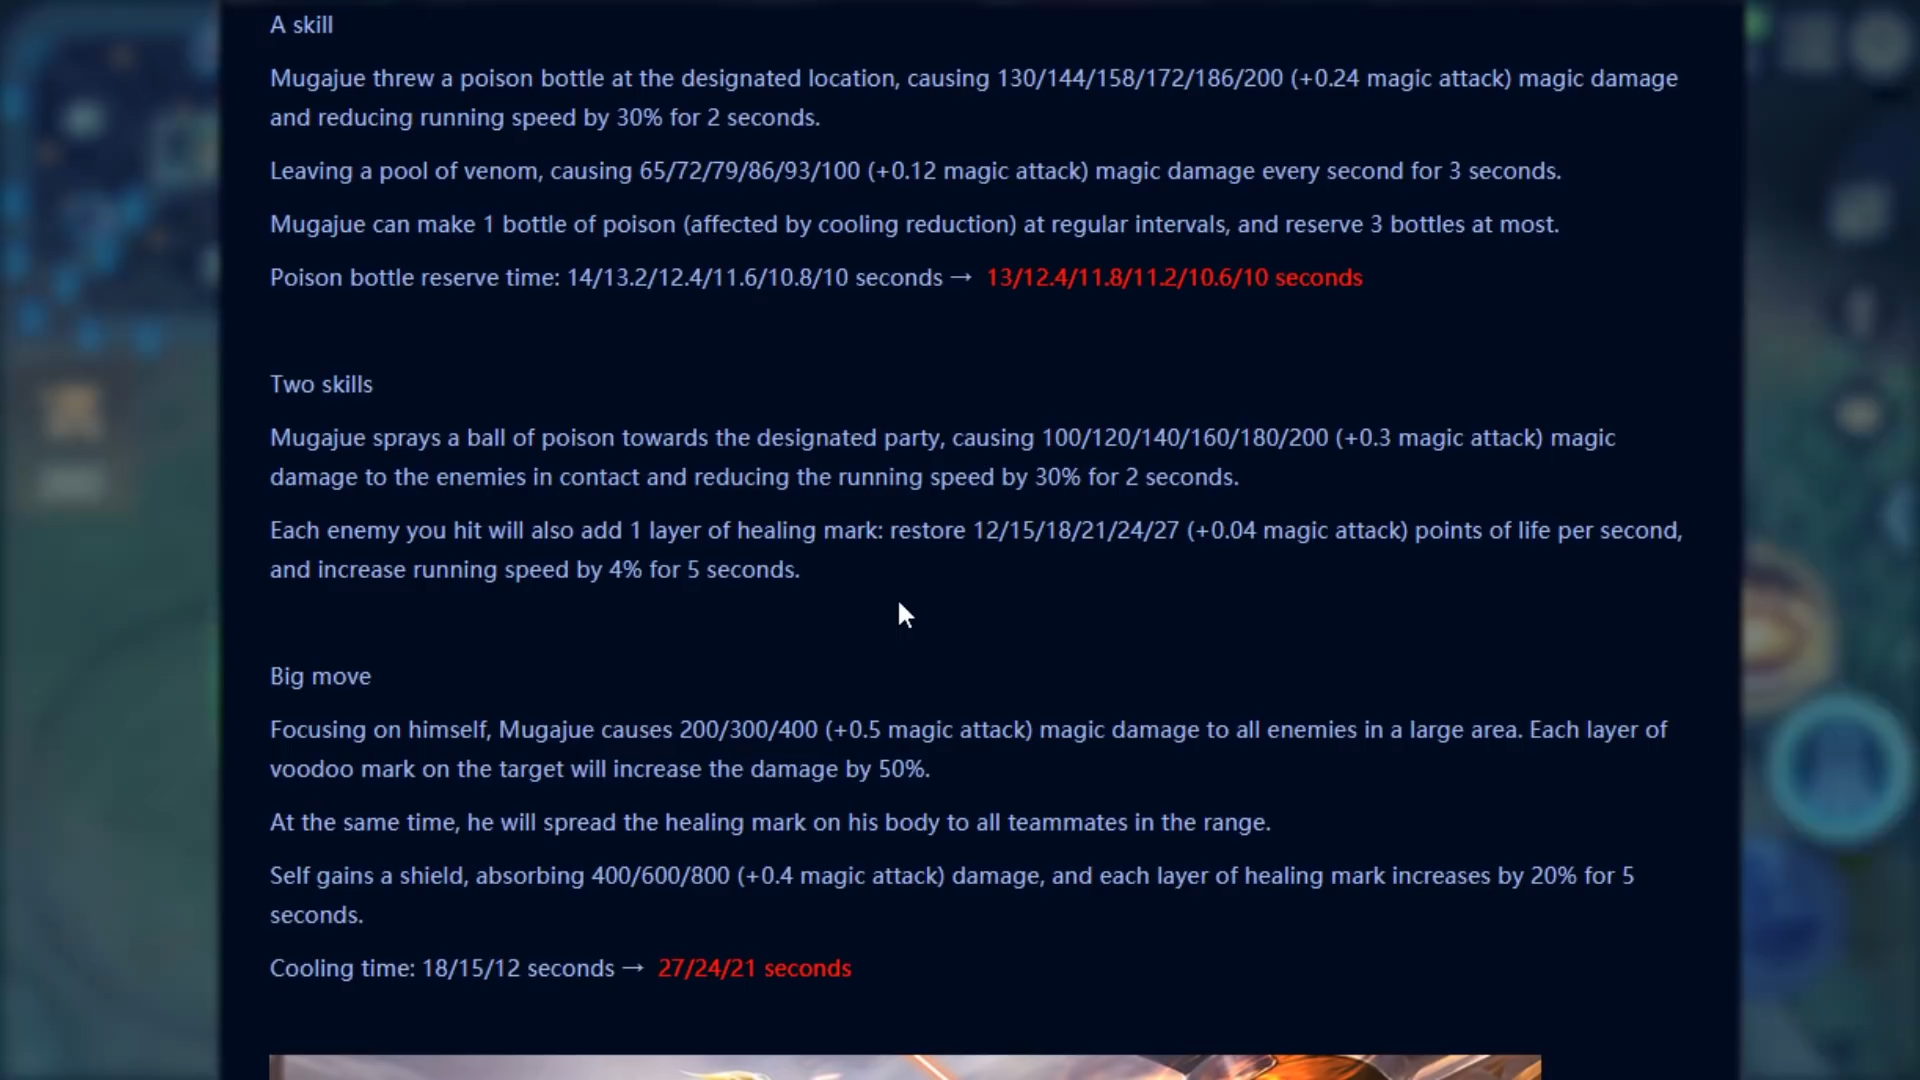 A skill
Mugajue threw a poison bottle at the designated location, causing 130/144/158/172/186/200 (+0.24 magic attack) magic damage
and reducing running speed by 30% for 2 seconds.
Leaving a pool of venom, causing 65/72/79/86/93/100 (+0.12 magic attack) magic damage every second for 3 seconds.
Mugajue can make 1 bottle of poison (affected by cooling reduction) at regular intervals, and reserve 3 bottles at most.
Poison bottle reserve time: 14/13.2/12.4/11.6/10.8/10 seconds → 13/12.4/11.8/11.2/10.6/10 seconds
Two skills
Mugajue sprays a ball of poison towards the designated party, causing 100/120/140/160/180/200 (+0.3 magic attack) magic
damage to the enemies in contact and reducing the running speed by 30% for 2 seconds.
Each enemy you hit will also add 1 layer of healing mark: restore 12/15/18/21/24/27 (+0.04 magic attack) points of life per second,
and increase running speed by 4% for 5 seconds.
Big move
Focusing on himself, Mugajue causes 200/300/400 (+0.5 magic attack) magic damage to all enemies in a large area. Each layer of
voodoo mark on the target will increase the damage by 50%.
At the same time, he will spread the healing mark on his body to all teammates in the range.
Self gains a shield, absorbing 400/600/800 (+0.4 magic attack) damage, and each layer of healing mark increases by 20% for 5
seconds.
Cooling time: 18/15/12 seconds → 27/24/21 seconds